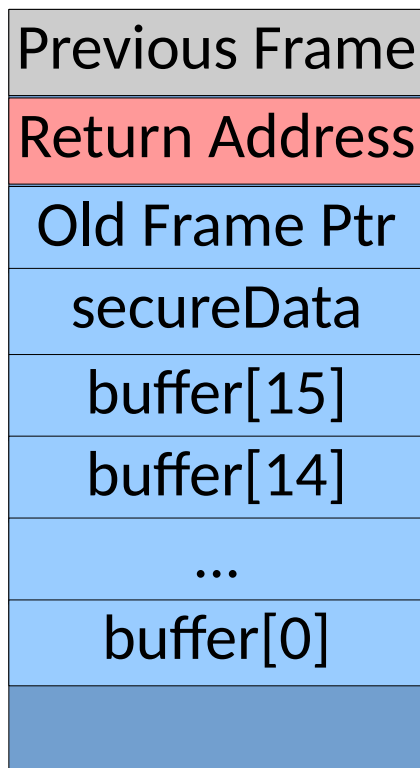 Previous Frame
Return Address
Old Frame Ptr
secureData
buffer[15]
buffer[14]
...
buffer[0]